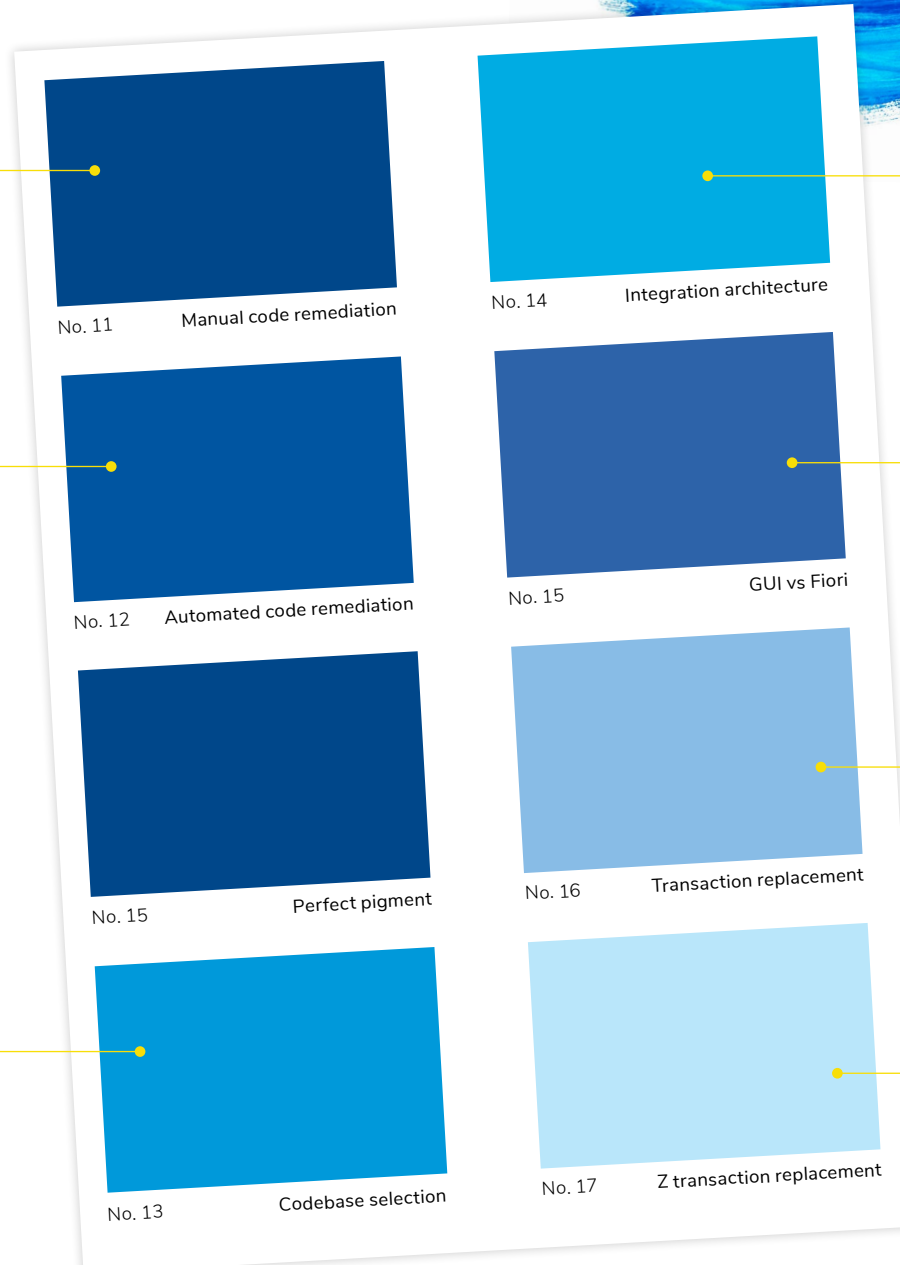 No. 11 Manual code remediation
No. 12 Automated code remediation
No. 15 Perfect pigment
No. 13 Codebase selection
No. 14 Integration architecture
No. 15 GUI vs Fiori
No. 16 Transaction replacement
No. 17 Z transaction replacement